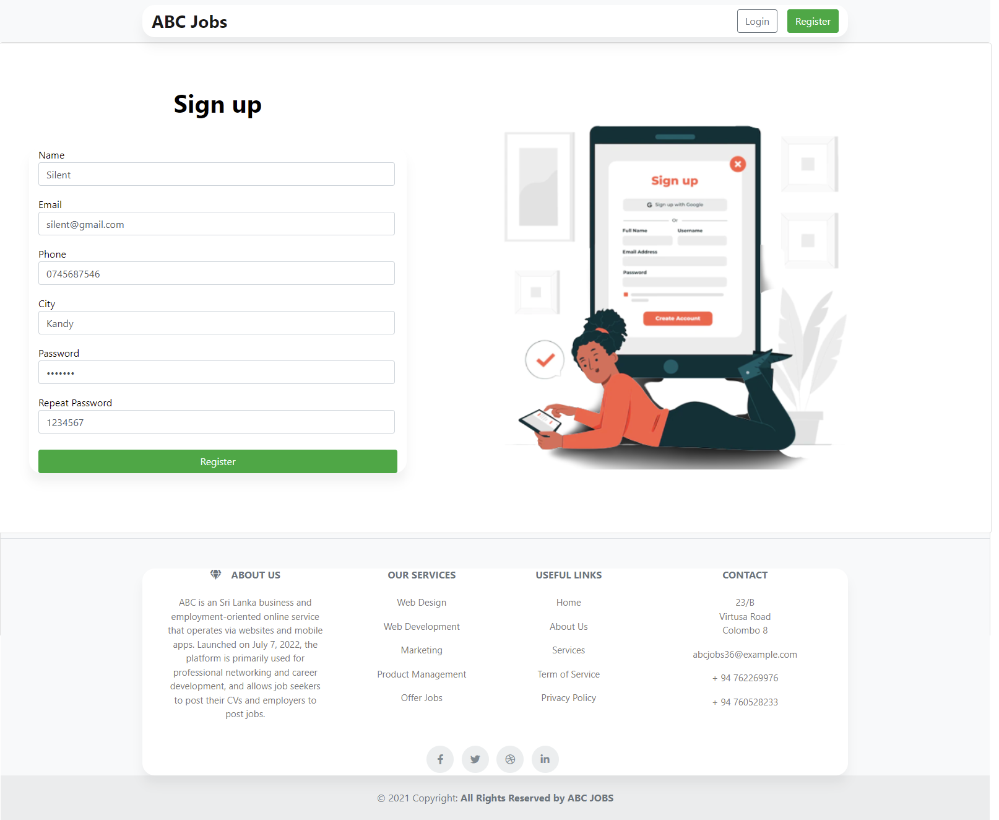 ABC Jobs
Login
Register
Sign up
Name
Silent
Email
silent@gmail.com
Phone
0745687546
City
Kandy
Password
•••••••
Repeat Password
1234567
Register
Sign up
G Sign up with Google
Or
Full Name
Username
Email Address
Password
Create Account
ABOUT US
ABC is an Sri Lanka business and
employment-oriented online service
that operates via websites and mobile
apps. Launched on July 7, 2022, the
platform is primarily used for
professional networking and career
development, and allows job seekers
to post their CVs and employers to
post jobs.
OUR SERVICES
Web Design
Web Development
Marketing
Product Management
Offer Jobs
USEFUL LINKS
Home
About Us
Services
Term of Service
Privacy Policy
CONTACT
23/B
Virtusa Road
Colombo 8
abcjobs36@example.com
+ 94 762269976
+ 94 760528233
© 2021 Copyright: All Rights Reserved by ABC JOBS